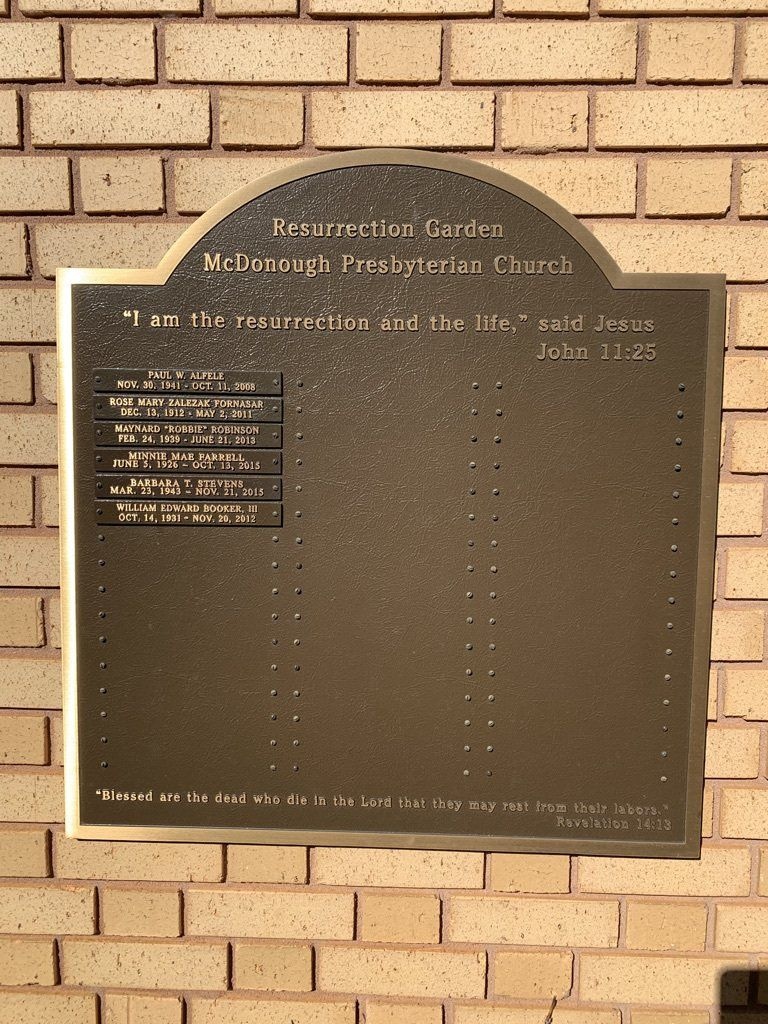 Resurrection Garden
McDonough Presbyterian Church
"I am the resurrection and the life," said Jesus
John 11:25
PAUL W. ALFELE
NOV. 30, 1941 - OCT. 11, 2008
ROSE MARY ZALEZAK FORNASAR
DEC. 13, 1912 - MAY 2, 2011
MAYNARD "ROBBIE" ROBINSON
FEB. 24, 1939 - JUNE 21, 2013
MINNIE MAE FARRELL
JUNE 5, 1926 - OCT. 13, 2015
BARBARA T. STEVENS
MAR. 23, 1943 - NOV. 21, 2015
WILLIAM EDWARD BOOKER, III
OCT. 14, 1931 - NOV. 20, 2012
"Blessed are the dead who die in the Lord that they may rest from their labors."
Revelation 14:13